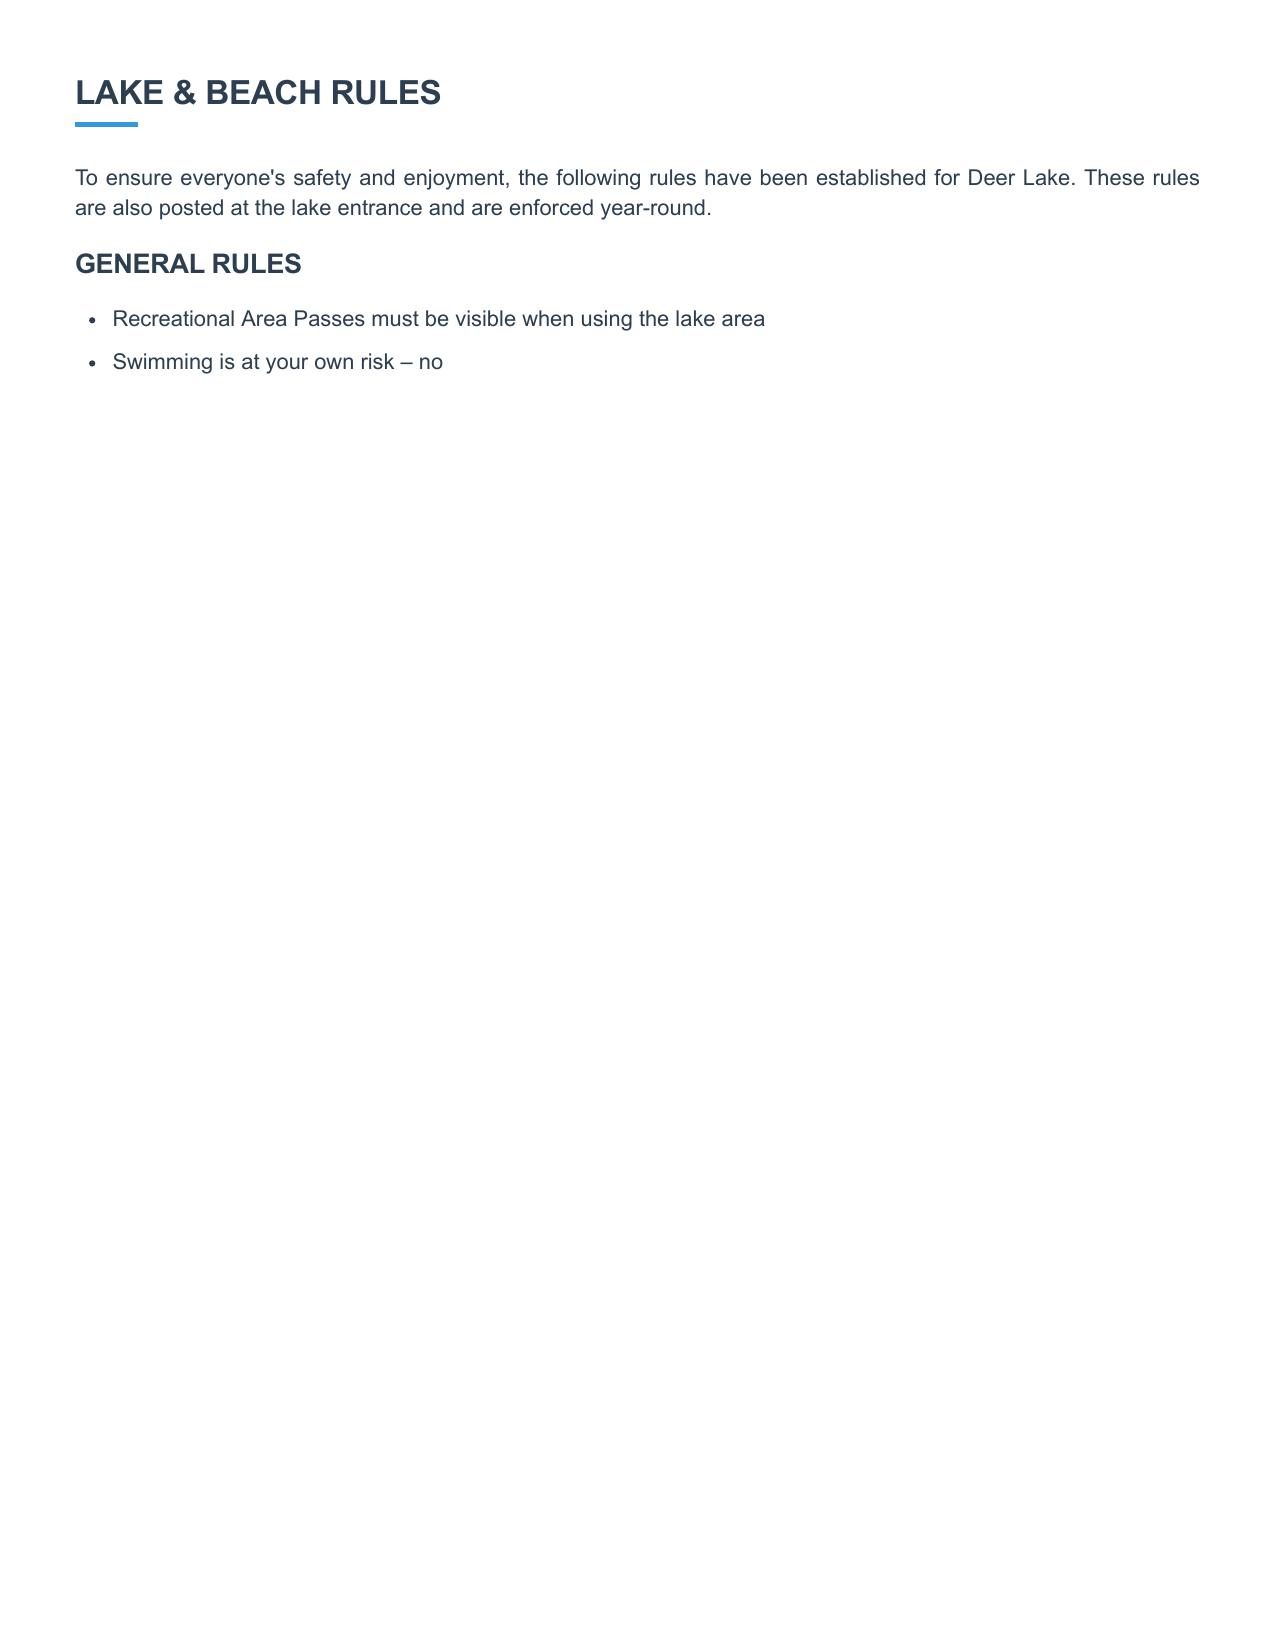 LAKE & BEACH RULES
To ensure everyone's safety and enjoyment, the following rules have been established for Deer Lake. These rules
are also posted at the lake entrance and are enforced year-round.
GENERAL RULES
• Recreational Area Passes must be visible when using the lake area
• Swimming is at your own risk – no